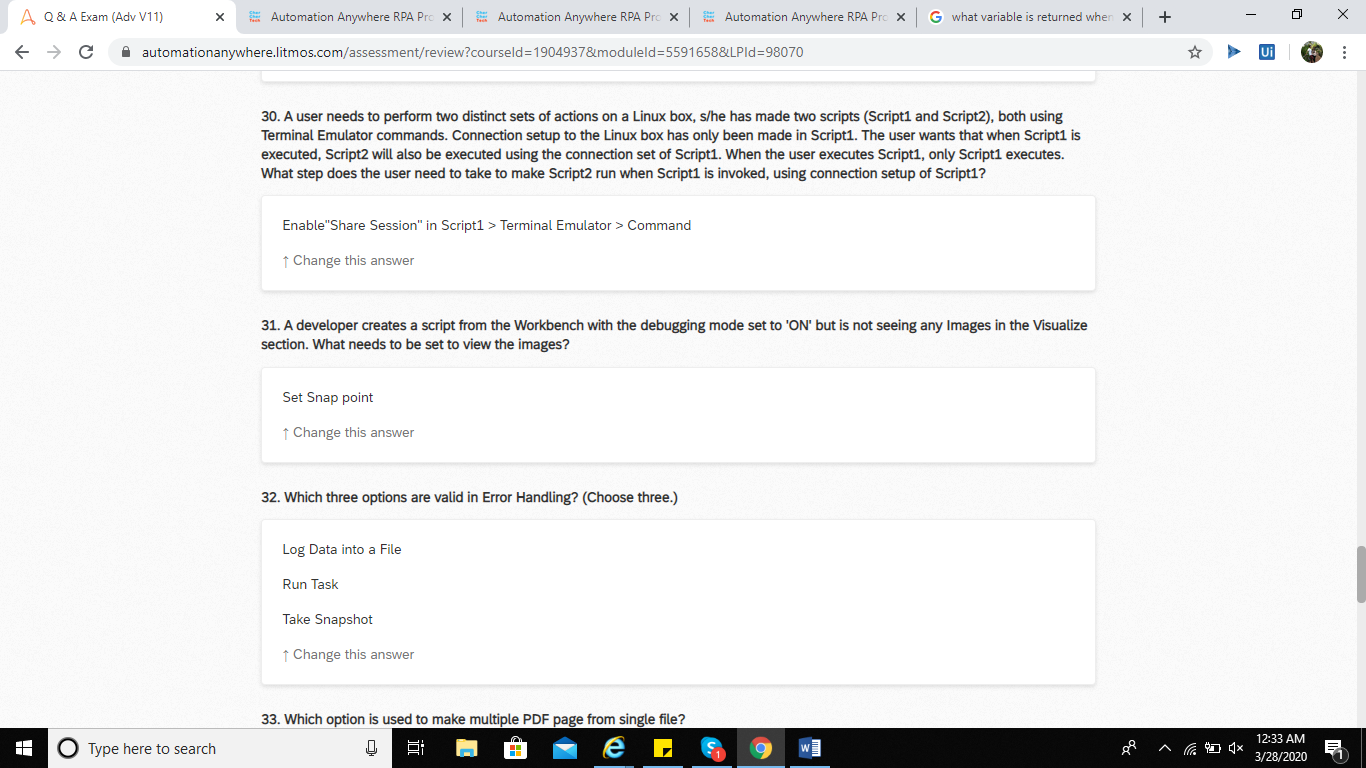 Q & A Exam (Adv V11)
Automation Anywhere RPA Pro
Automation Anywhere RPA Pro
Automation Anywhere RPA Pro
what variable is returned when
automationanywhere.litmos.com/assessment/review?courseId=1904937&moduleId=5591658&LPId=98070
Ui
30. A user needs to perform two distinct sets of actions on a Linux box, s/he has made two scripts (Script1 and Script2), both using
Terminal Emulator commands. Connection setup to the Linux box has only been made in Script1. The user wants that when Script1 is
executed, Script2 will also be executed using the connection set of Script1. When the user executes Script1, only Script1 executes.
What step does the user need to take to make Script2 run when Script1 is invoked, using connection setup of Script1?
Enable"Share Session" in Script1 > Terminal Emulator > Command
↑ Change this answer
31. A developer creates a script from the Workbench with the debugging mode set to 'ON' but is not seeing any Images in the Visualize
section. What needs to be set to view the images?
Set Snap point
↑ Change this answer
32. Which three options are valid in Error Handling? (Choose three.)
Log Data into a File
Run Task
Take Snapshot
↑ Change this answer
33. Which option is used to make multiple PDF page from single file?
Type here to search
1
12:33 AM
3/28/2020
1